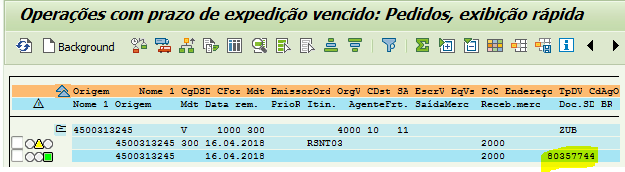 Operações com prazo de expedição vencido: Pedidos, exibição rápida
Background
Origem Nome 1 CgDSD CFor Mdt EmissorOrd OrgV CDst SA EscrV EqVs FoC Endereço TpDV CdAgO
Nome 1 Origem Mdt Data rem. PrioR Itin. AgenteFrt. SaídaMerc Receb.merc Doc.SD BR
4500313245 V 1000 300 4000 10 11 ZUB
4500313245 300 16.04.2018 RSNT03 2000
4500313245 16.04.2018 2000 80357744